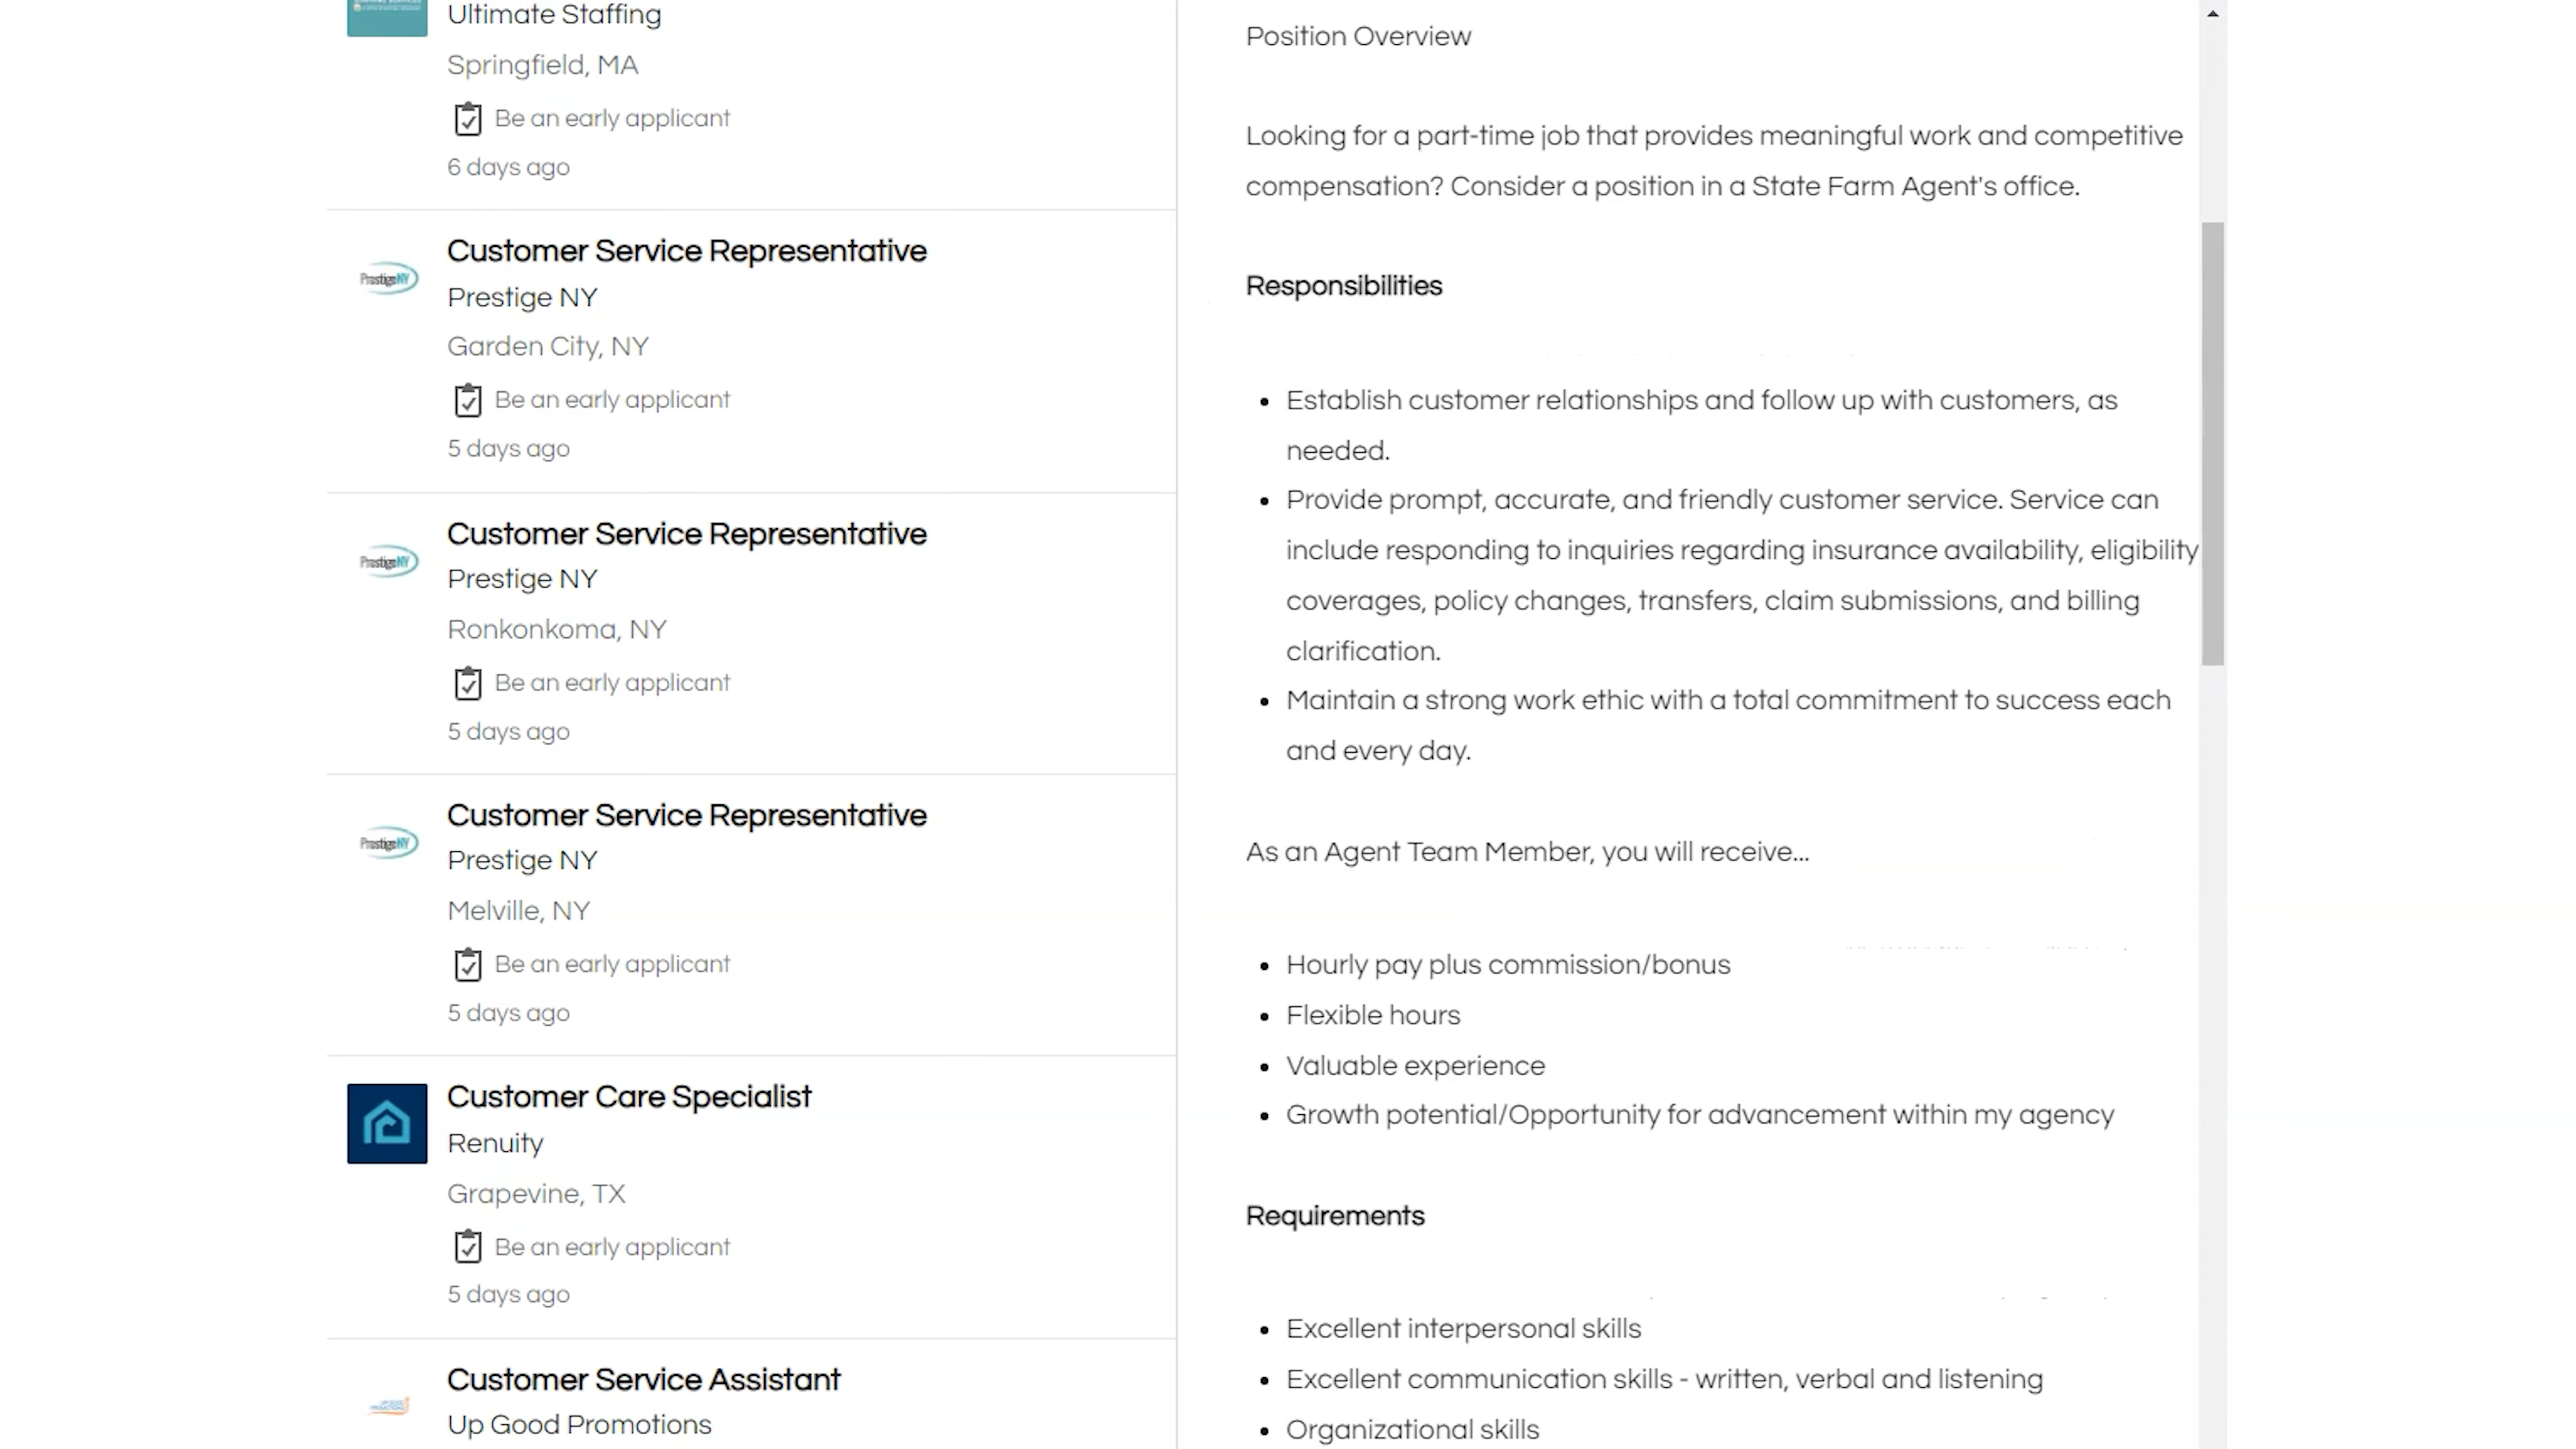 Ultimate Staffing
Springfield, MA
Be an early applicant
6 days ago
Customer Service Representative
PrestigeNY
Prestige NY
Garden City, NY
Be an early applicant
5 days ago
Customer Service Representative
PrestigeNY
Prestige NY
Ronkonkoma, NY
Be an early applicant
5 days ago
Customer Service Representative
PrestigeNY
Prestige NY
Melville, NY
Be an early applicant
5 days ago
Customer Care Specialist
Renuity
Grapevine, TX
Be an early applicant
5 days ago
Customer Service Assistant
Up Good Promotions
Position Overview
Looking for a part-time job that provides meaningful work and competitive
compensation? Consider a position in a State Farm Agent's office.
Responsibilities
Establish customer relationships and follow up with customers, as
needed.
Provide prompt, accurate, and friendly customer service. Service can
include responding to inquiries regarding insurance availability, eligibility
coverages, policy changes, transfers, claim submissions, and billing
clarification.
Maintain a strong work ethic with a total commitment to success each
and every day.
As an Agent Team Member, you will receive...
Hourly pay plus commission/bonus
Flexible hours
Valuable experience
Growth potential/Opportunity for advancement within my agency
Requirements
Excellent interpersonal skills
Excellent communication skills - written, verbal and listening
Organizational skills